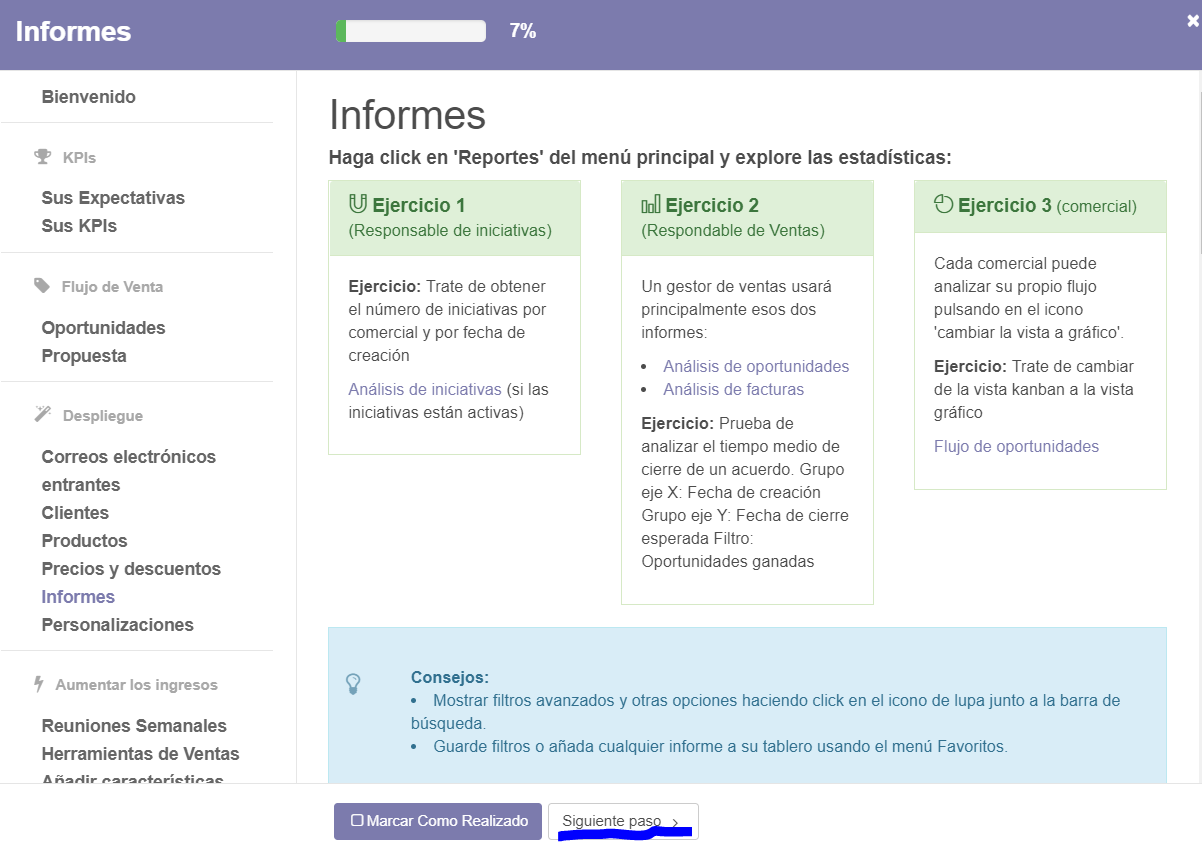 Informes
7%
Bienvenido
KPIs
Sus Expectativas
Sus KPIs
Flujo de Venta
Oportunidades
Propuesta
Despliegue
Correos electrónicos
entrantes
Clientes
Productos
Precios y descuentos
Informes
Personalizaciones
Aumentar los ingresos
Reuniones Semanales
Herramientas de Ventas
Añadir características
Informes
Haga click en 'Reportes' del menú principal y explore las estadísticas:
Ejercicio 1
(Responsable de iniciativas)
Ejercicio: Trate de obtener
el número de iniciativas por
comercial y por fecha de
creación
Análisis de iniciativas (si las
iniciativas están activas)
Ejercicio 2
(Respondable de Ventas)
Un gestor de ventas usará
principalmente esos dos
informes:
• Análisis de oportunidades
• Análisis de facturas
Ejercicio: Prueba de
analizar el tiempo medio de
cierre de un acuerdo. Grupo
eje X: Fecha de creación
Grupo eje Y: Fecha de cierre
esperada Filtro:
Oportunidades ganadas
Ejercicio 3 (comercial)
Cada comercial puede
analizar su propio flujo
pulsando en el icono
'cambiar la vista a gráfico'.
Ejercicio: Trate de cambiar
de la vista kanban a la vista
gráfico
Flujo de oportunidades
Consejos:
• Mostrar filtros avanzados y otras opciones haciendo click en el icono de lupa junto a la barra de
búsqueda.
• Guarde filtros o añada cualquier informe a su tablero usando el menú Favoritos.
Marcar Como Realizado
Siguiente paso